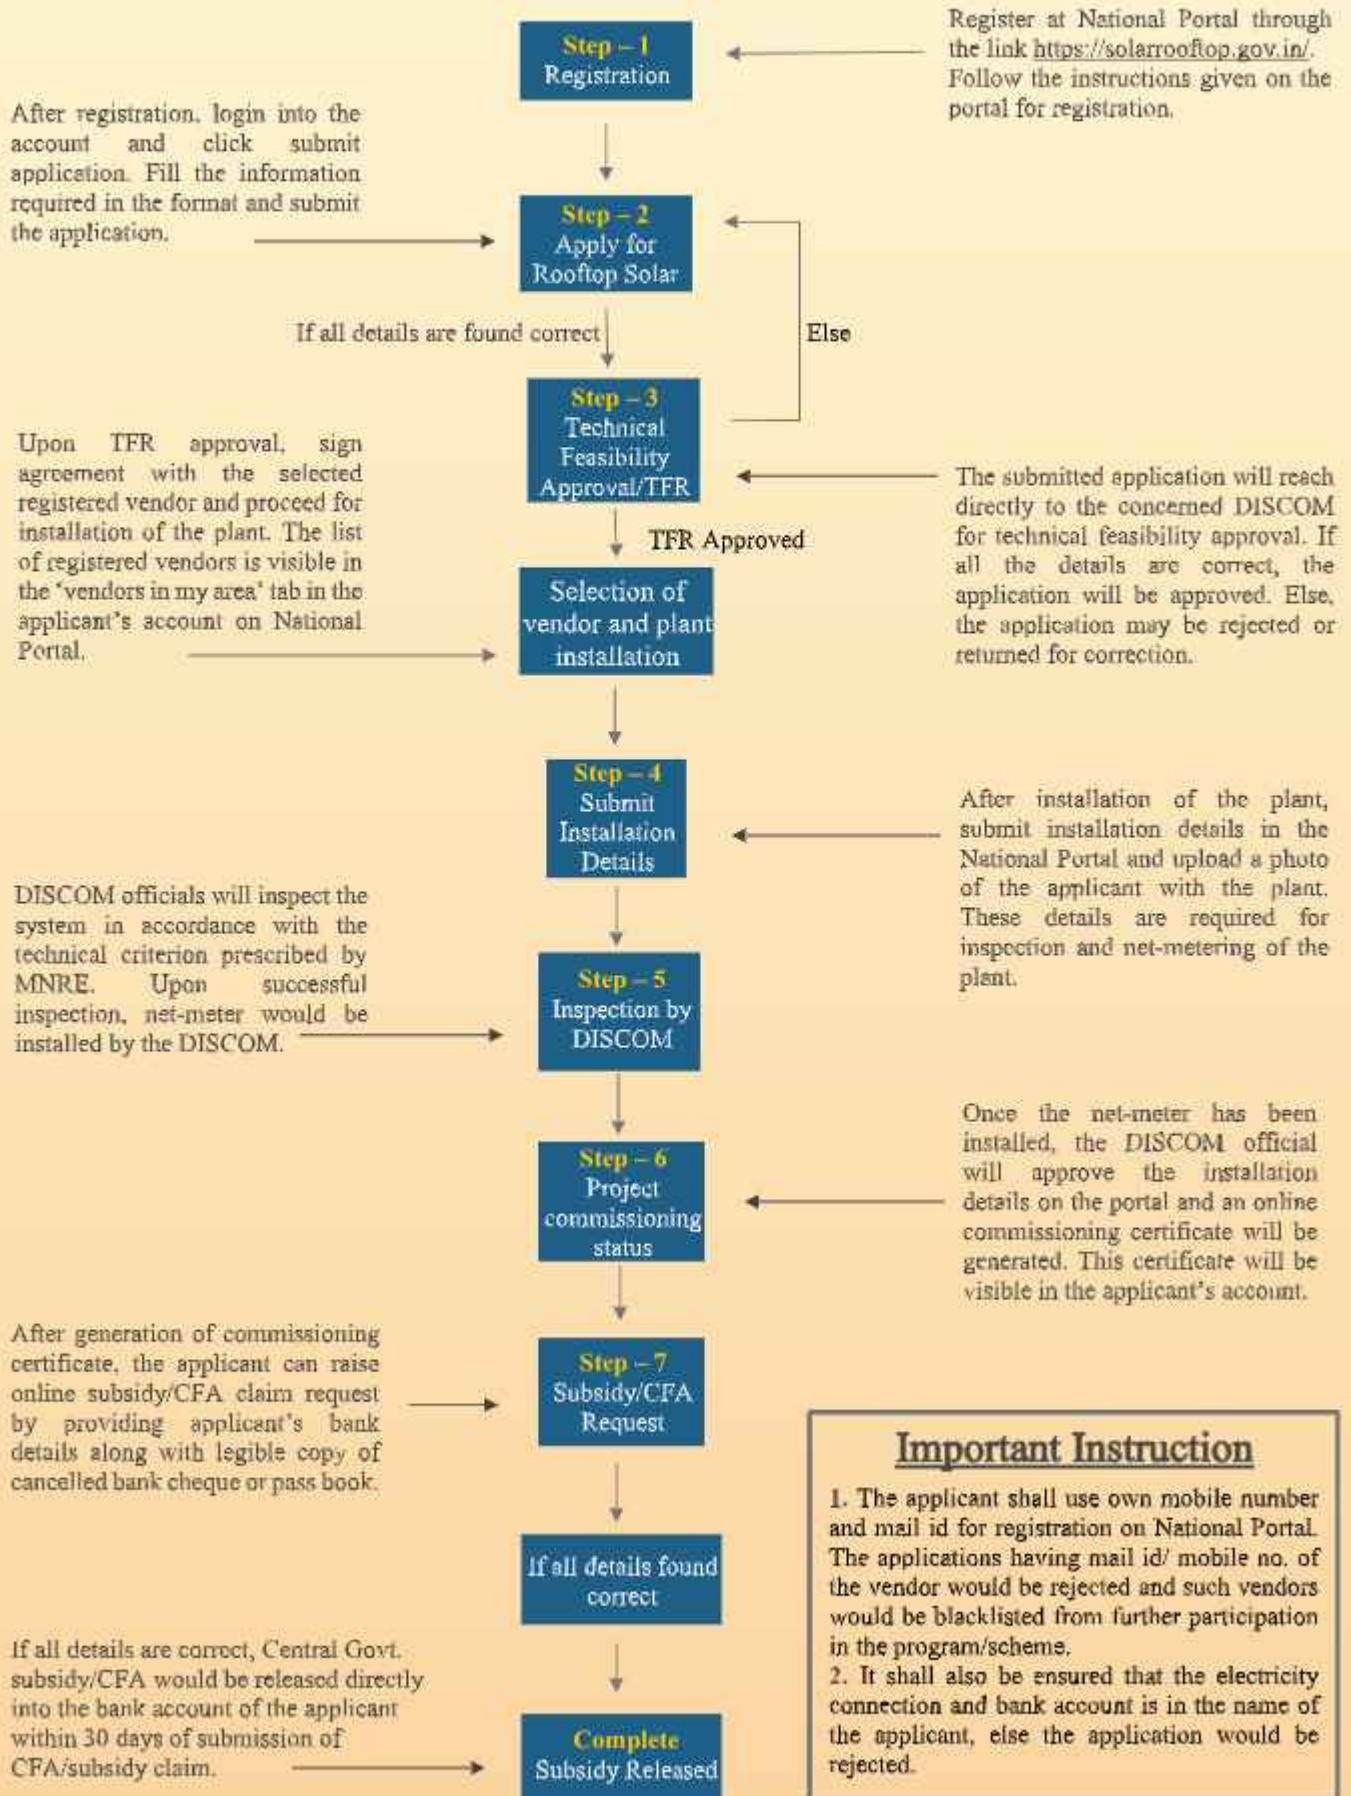 Step – 1
Registration
Register at National Portal through
the link https://solarrooftop.gov.in/.
Follow the instructions given on the
portal for registration.
After registration, login into the
account and click submit
application. Fill the information
required in the format and submit
the application.
Step – 2
Apply for
Rooftop Solar
If all details are found correct
Else
Step – 3
Technical
Feasibility
Approval/TFR
Upon TFR approval, sign
agreement with the selected
registered vendor and proceed for
installation of the plant. The list
of registered vendors is visible in
the ‘vendors in my area’ tab in the
applicant’s account on National
Portal.
The submitted application will reach
directly to the concerned DISCOM
for technical feasibility approval. If
all the details are correct, the
application will be approved. Else,
the application may be rejected or
returned for correction.
TFR Approved
Selection of
vendor and plant
installation
Step – 4
Submit
Installation
Details
After installation of the plant,
submit installation details in the
National Portal and upload a photo
of the applicant with the plant.
These details are required for
inspection and net-metering of the
plant.
DISCOM officials will inspect the
system in accordance with the
technical criterion prescribed by
MNRE. Upon successful
inspection, net-meter would be
installed by the DISCOM.
Step – 5
Inspection by
DISCOM
Once the net-meter has been
installed, the DISCOM official
will approve the installation
details on the portal and an online
commissioning certificate will be
generated. This certificate will be
visible in the applicant’s account.
Step – 6
Project
commissioning
status
After generation of commissioning
certificate, the applicant can raise
online subsidy/CFA claim request
by providing applicant’s bank
details along with legible copy of
cancelled bank cheque or pass book.
Step – 7
Subsidy/CFA
Request
If all details found
correct
If all details are correct, Central Govt.
subsidy/CFA would be released directly
into the bank account of the applicant
within 30 days of submission of
CFA/subsidy claim.
Complete
Subsidy Released
Important Instruction
1. The applicant shall use own mobile number
and mail id for registration on National Portal.
The applications having mail id/ mobile no. of
the vendor would be rejected and such vendors
would be blacklisted from further participation
in the program/scheme.
2. It shall also be ensured that the electricity
connection and bank account is in the name of
the applicant, else the application would be
rejected.